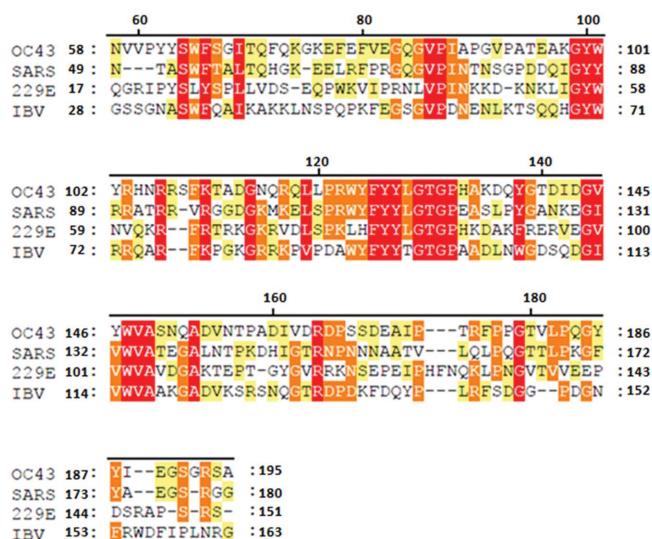 60 80 100
OC43 58: NVVPYYSWFSGITQFQKGKEFEFVEGQGVPIAPGVPATEAKGYW :101
SARS 49: N---TASWFTALTQHGK-EELRFPRGQGVPINTNSGPDDQIGYY :88
229E 17: QGRIPYSLYSPLLVDS-EQPWKVIPRNLVPINKKD-KNKLIGYW :58
IBV 28: GSSGNASWFQAIKAKKLNSPQPKFEGSGVPDNENLKTSQQHGYW :71
120 140
OC43 102: YRHNRRSFKTADGNQRQLLPRWYFYYLGTGPHAKDQYGTDIDGV :145
SARS 89: RRATRR-VRGGDGKMKELSPRWYFYYLGTGPEASLPYGANKEGI :131
229E 59: NVQKR--FRTRKGKRVDLSPKLHFYYLGTGPHKDAKFRERVEGV :100
IBV 72: RRQAR--FKPGKGRRKPVPDAWYFYYTGTGPAADLNWGDSQDGI :113
160 180
OC43 146: YWVASNQADVNTPADIVDRDPSSDEAIP---TRFPPGTVLPQGY :186
SARS 132: VWVATEGALNTPKDHIGTRNPNNNAATV---LQLPQGTTLPKGF :172
229E 101: VWVAVDGAKTEPT-GYGVRRKNSEPEIPHFNQKLPNGVTVVEEP :143
IBV 114: VWVAAKGADVKSRSNQGTRDPDKFDQYP---LRFSDGG--PDGN :152
OC43 187: YI--EGSGRSA :195
SARS 173: YA--EGS-RGG :180
229E 144: DSRAP-S-RS- :151
IBV 153: FRWDFIPLNRG :163